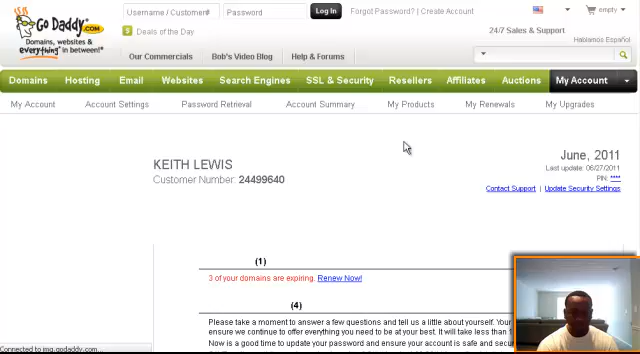 Username / Customer#
Password
Log In
Forgot Password? | Create Account
empty
Go Daddy .COM
Domains, websites &
everything in between!
$ Deals of the Day
24/7 Sales & Support
Hablamos Español
Our Commercials
Bob's Video Blog
Help & Forums
Domains
Hosting
Email
Websites
Search Engines
SSL & Security
Resellers
Affiliates
Auctions
My Account
My Account
Account Settings
Password Retrieval
Account Summary
My Products
My Renewals
My Upgrades
KEITH LEWIS
Customer Number: 24499640
June, 2011
Last update: 06/27/2011
PIN: ****
Contact Support | Update Security Settings
(1)
3 of your domains are expiring. Renew Now!
(4)
Please take a moment to answer a few questions and tell us a little about yourself. Your
ensure we continue to offer everything you need to be at your best. It will take less than
Now is a good time to update your password and ensure your account is safe and secu
Connected to img.godaddy.com...